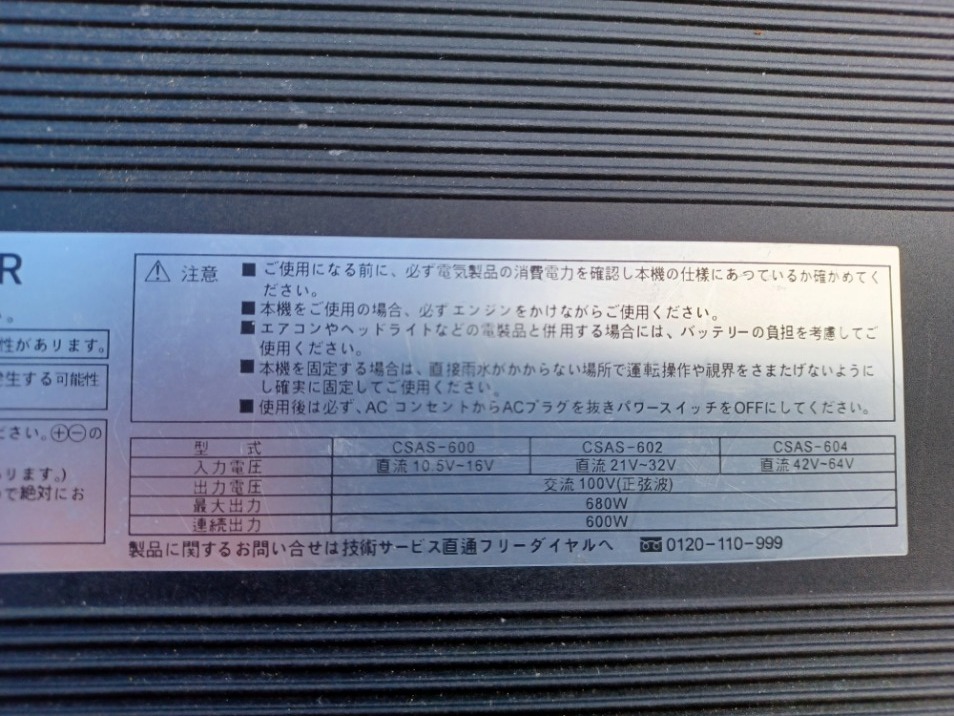 R
い。
性があります。
発生する可能性
ださい。⊕⊖の
あります。)
で絶対にお
⚠ 注意
■ ご使用になる前に、必ず電気製品の消費電力を確認し本機の仕様にあつているか確かめてく
ださい。
■ 本機をご使用の場合、必ずエンジンをかけながらご使用ください。
■ エアコンやヘッドライトなどの電装品と併用する場合には、バッテリーの負担を考慮してご
使用ください。
■ 本機を固定する場合は、直接雨水がかからない場所で運転操作や視界をさまたげないように
し確実に固定してご使用ください。
■ 使用後は必ず、AC コンセントからACプラグを抜きパワースイッチをOFFにしてください。
型 式 CSAS-600 CSAS-602 CSAS-604
入力電圧 直流 10.5V~16V 直流 21V~32V 直流 42V~64V
出力電圧 交流 100V(正弦波)
最大出力 680W
連続出力 600W
製品に関するお問い合せは技術サービス直通フリーダイヤルへ 0120-110-999